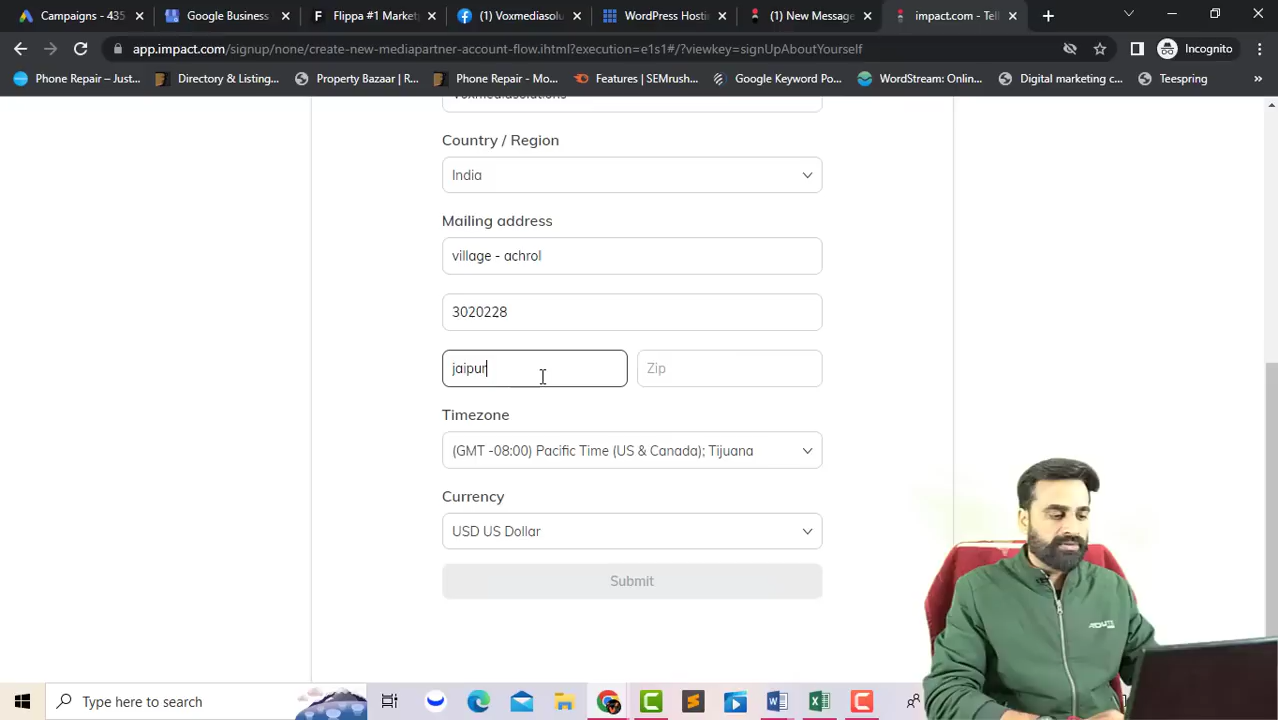 Campaigns - 435
Google Business
Flippa #1 Market
(1) Voxmediasolu
WordPress Hostin
(1) New Message
impact.com - Tell
app.impact.com/signup/none/create-new-mediapartner-account-flow.ihtml?execution=e1s1#/?viewkey=signUpAboutYourself
Incognito
Phone Repair – Just...
Directory & Listing...
Property Bazaar | R...
Phone Repair - Mo...
Features | SEMrush...
Google Keyword Po...
WordStream: Onlin...
Digital marketing c...
Teespring
»
Voxmediasolutions
Country / Region
India
Mailing address
village - achrol
3020228
jaipur
Zip
Timezone
(GMT -08:00) Pacific Time (US & Canada); Tijuana
Currency
USD US Dollar
Submit
Type here to search